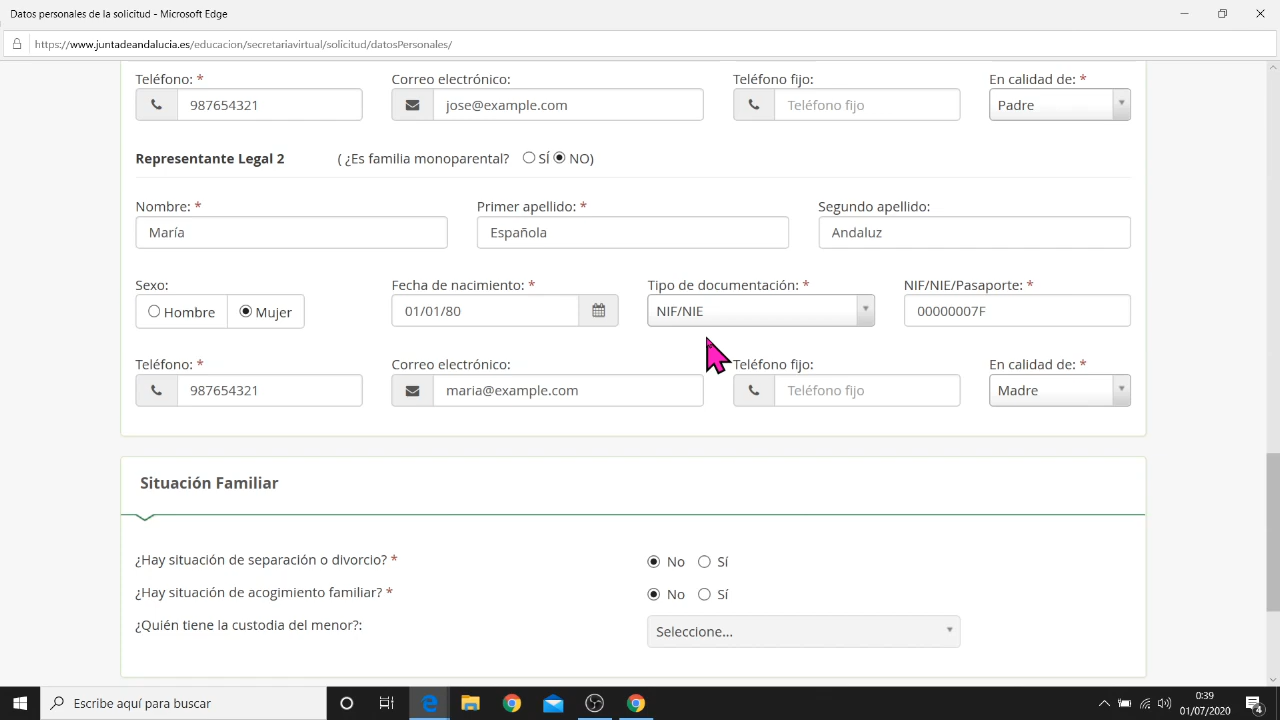 Datos personales de la solicitud - Microsoft Edge
https://www.juntadeandalucia.es/educacion/secretariavirtual/solicitud/datosPersonales/
Teléfono: * Correo electrónico: Teléfono fijo: En calidad de: *
987654321 jose@example.com Teléfono fijo Padre
Representante Legal 2 ( ¿Es familia monoparental? SÍ NO)
Nombre: * Primer apellido: * Segundo apellido:
María Española Andaluz
Sexo: Fecha de nacimiento: * Tipo de documentación: * NIF/NIE/Pasaporte: *
Hombre Mujer 01/01/80 NIF/NIE 00000007F
Teléfono: * Correo electrónico: Teléfono fijo: En calidad de: *
987654321 maria@example.com Teléfono fijo Madre
Situación Familiar
¿Hay situación de separación o divorcio? * No Sí
¿Hay situación de acogimiento familiar? * No Sí
¿Quién tiene la custodia del menor?: Seleccione...
Escribe aquí para buscar
0:39
01/07/2020
4